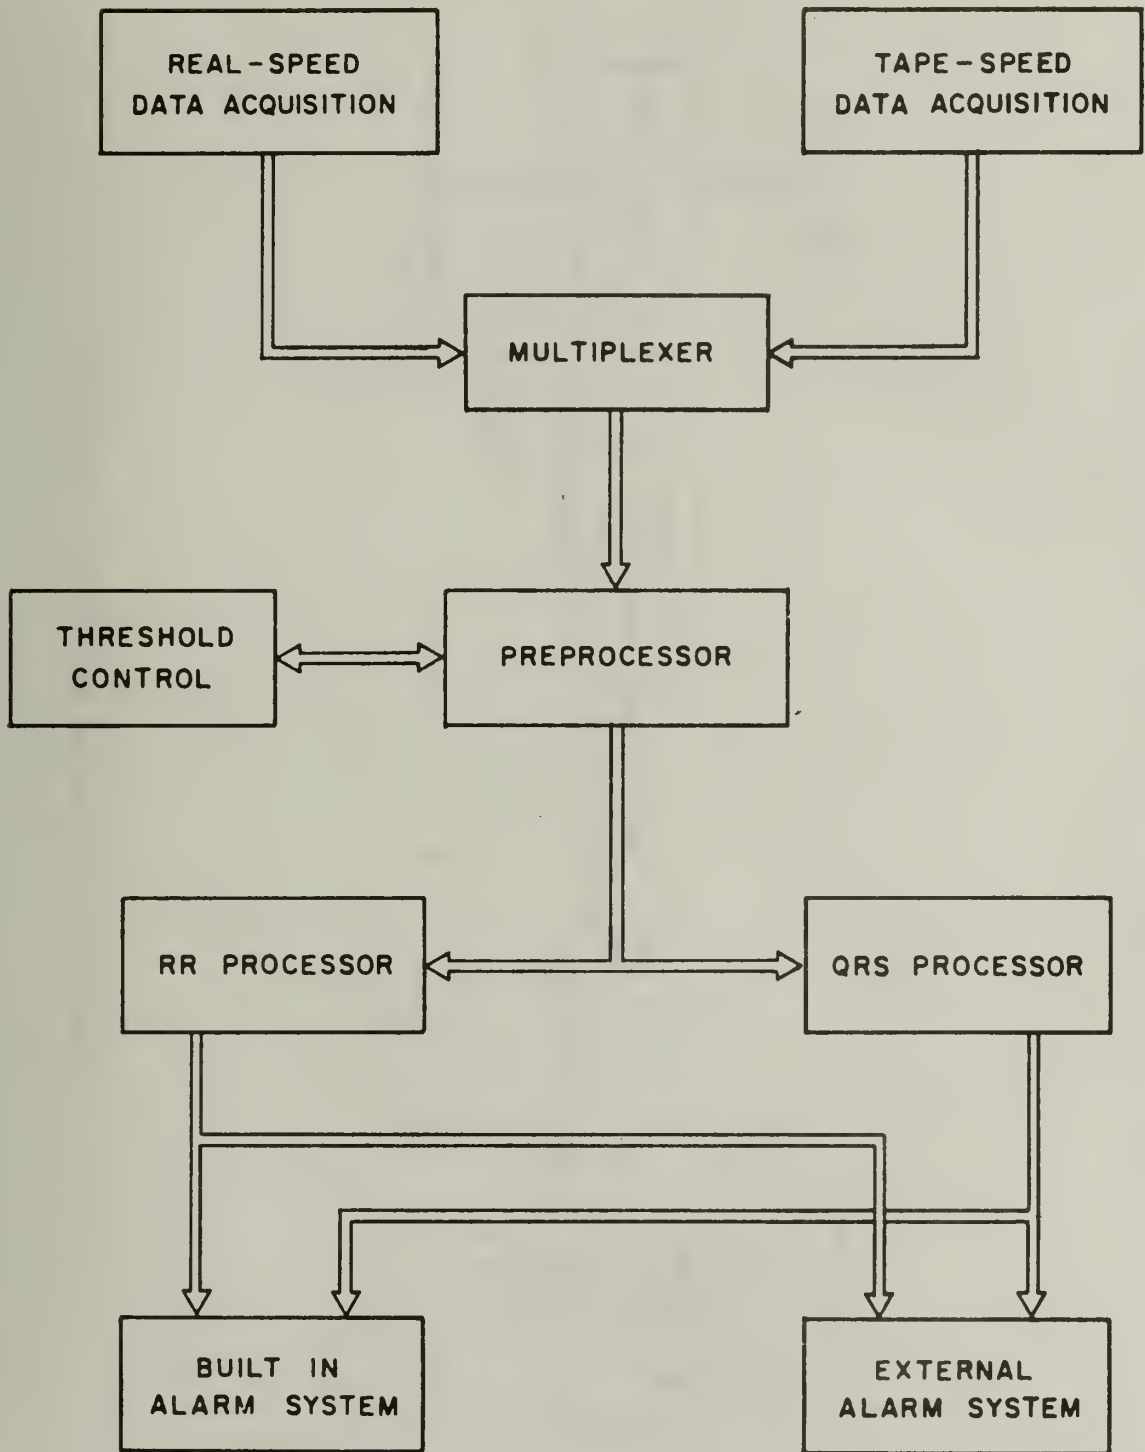 REAL-SPEED
DATA ACQUISITION
TAPE-SPEED
DATA ACQUISITION
MULTIPLEXER
THRESHOLD
CONTROL
PREPROCESSOR
RR PROCESSOR
QRS PROCESSOR
BUILT IN
ALARM SYSTEM
EXTERNAL
ALARM SYSTEM